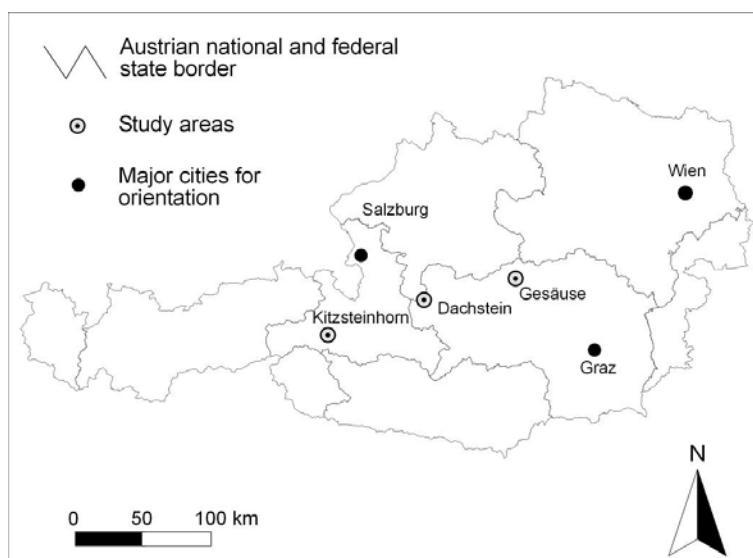 Austrian national and federal
state border
Study areas
Major cities for
orientation
Wien
Salzburg
Gesäuse
Dachstein
Kitzsteinhorn
Graz
N
0 50 100 km